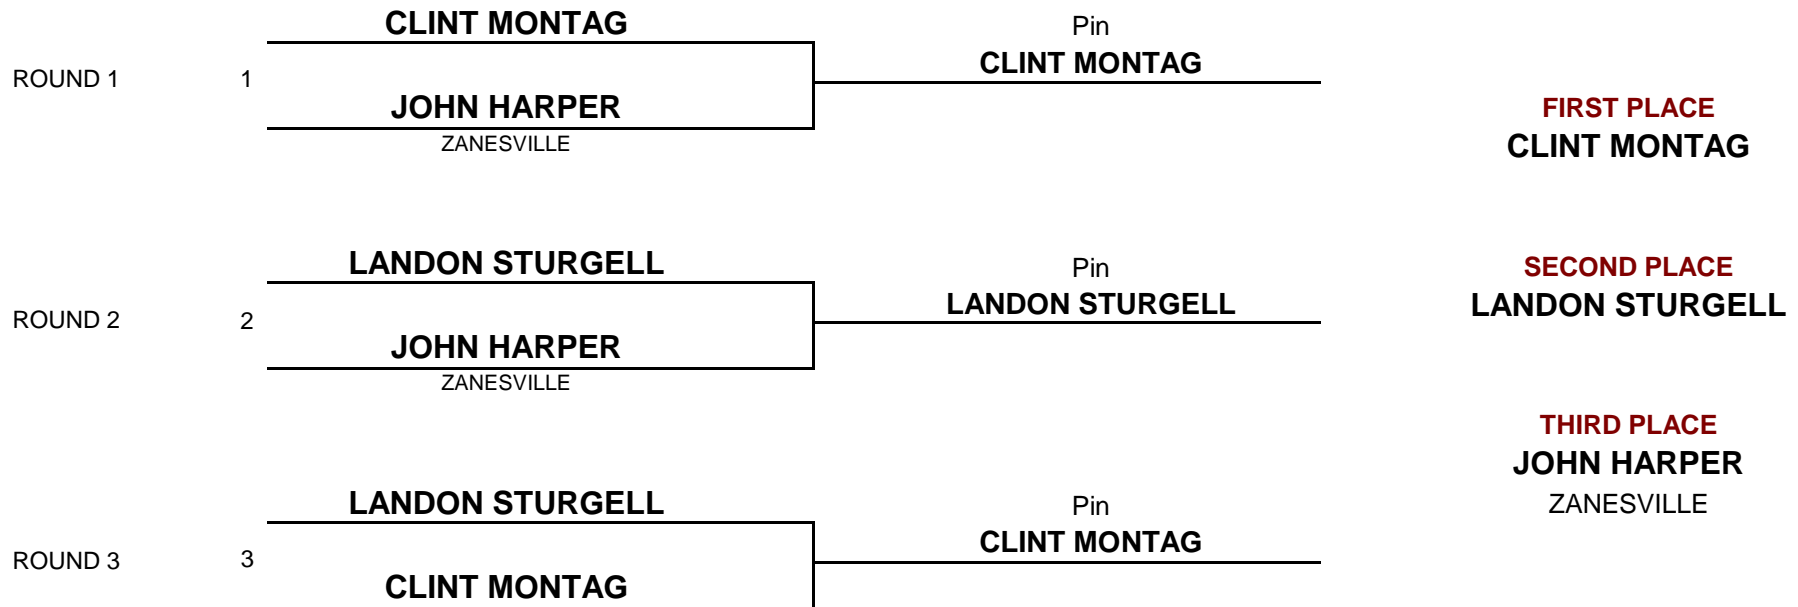 CLINT MONTAG
Pin
CLINT MONTAG
ROUND 1
1
JOHN HARPER
ZANESVILLE
FIRST PLACE
CLINT MONTAG
LANDON STURGELL
Pin
LANDON STURGELL
SECOND PLACE
LANDON STURGELL
ROUND 2
2
JOHN HARPER
ZANESVILLE
THIRD PLACE
JOHN HARPER
ZANESVILLE
LANDON STURGELL
Pin
CLINT MONTAG
ROUND 3
3
CLINT MONTAG